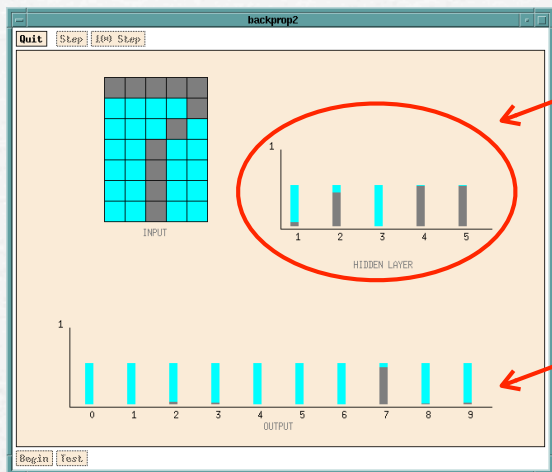 backprop2
Quit Step 100 Step
1
1 2 3 4 5
INPUT
HIDDEN LAYER
1
0 1 2 3 4 5 6 7 8 9
OUTPUT
Begin Test